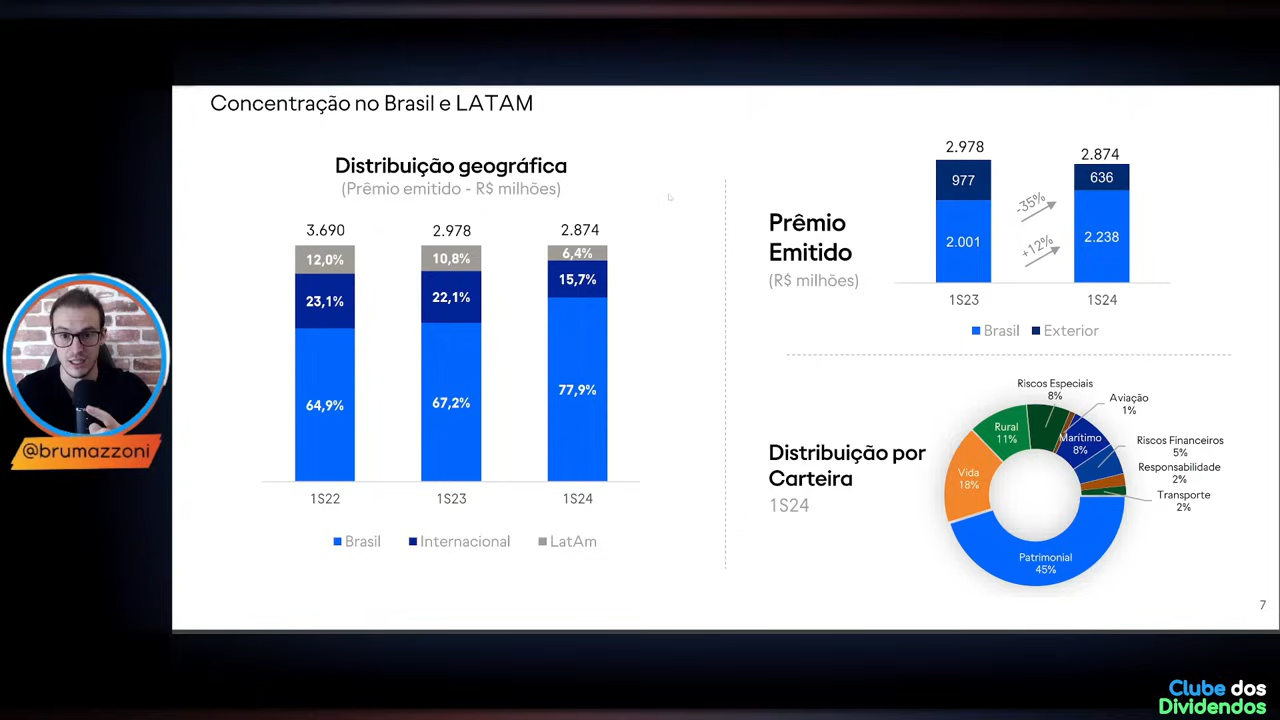 Concentração no Brasil e LATAM
Distribuição geográfica
(Prêmio emitido - R$ milhões)
3.690
2.978
2.874
12,0%
10,8%
6,4%
23,1%
22,1%
15,7%
64,9%
67,2%
77,9%
1S22
1S23
1S24
Brasil
Internacional
LatAm
Prêmio
Emitido
(R$ milhões)
2.978
2.874
977
636
-35%
+12%
2.001
2.238
1S23
1S24
Brasil
Exterior
Distribuição por
Carteira
1S24
Riscos Especiais
8%
Aviação
1%
Marítimo
8%
Riscos Financeiros
5%
Responsabilidade
2%
Transporte
2%
Rural
11%
Vida
18%
Patrimonial
45%
7
@brumazzoni
Clube dos
Dividendos